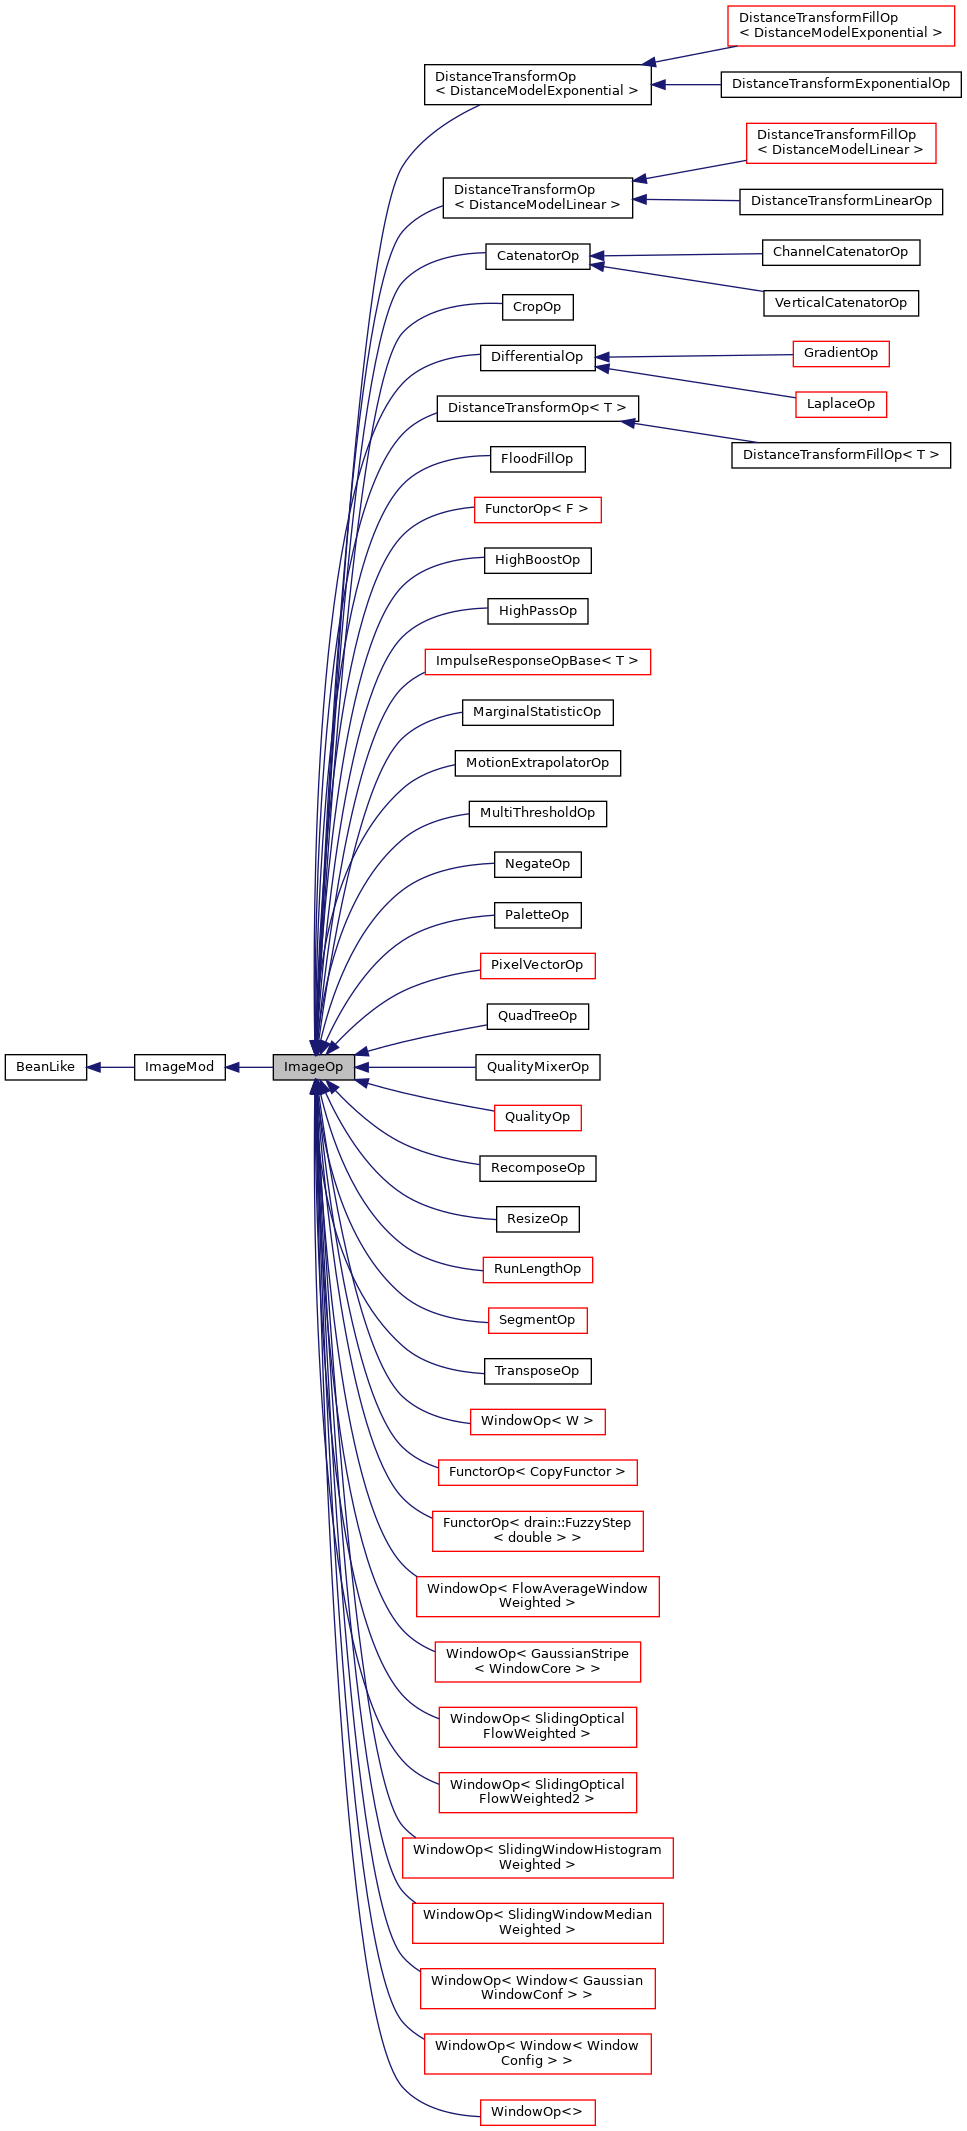 DistanceTransformFillOp
< DistanceModelExponential >
DistanceTransformOp
< DistanceModelExponential >
DistanceTransformExponentialOp
DistanceTransformFillOp
< DistanceModelLinear >
DistanceTransformOp
< DistanceModelLinear >
DistanceTransformLinearOp
CatenatorOp
ChannelCatenatorOp
VerticalCatenatorOp
CropOp
DifferentialOp
GradientOp
LaplaceOp
DistanceTransformOp< T >
DistanceTransformFillOp< T >
FloodFillOp
FunctorOp< F >
HighBoostOp
HighPassOp
ImpulseResponseOpBase< T >
MarginalStatisticOp
MotionExtrapolatorOp
MultiThresholdOp
NegateOp
PaletteOp
PixelVectorOp
QuadTreeOp
BeanLike
ImageMod
ImageOp
QualityMixerOp
QualityOp
RecomposeOp
ResizeOp
RunLengthOp
SegmentOp
TransposeOp
WindowOp< W >
FunctorOp< CopyFunctor >
FunctorOp< drain::FuzzyStep
< double > >
WindowOp< FlowAverageWindow
Weighted >
WindowOp< GaussianStripe
< WindowCore > >
WindowOp< SlidingOptical
FlowWeighted >
WindowOp< SlidingOptical
FlowWeighted2 >
WindowOp< SlidingWindowHistogram
Weighted >
WindowOp< SlidingWindowMedian
Weighted >
WindowOp< Window< Gaussian
WindowConf > >
WindowOp< Window< Window
Config > >
WindowOp<>